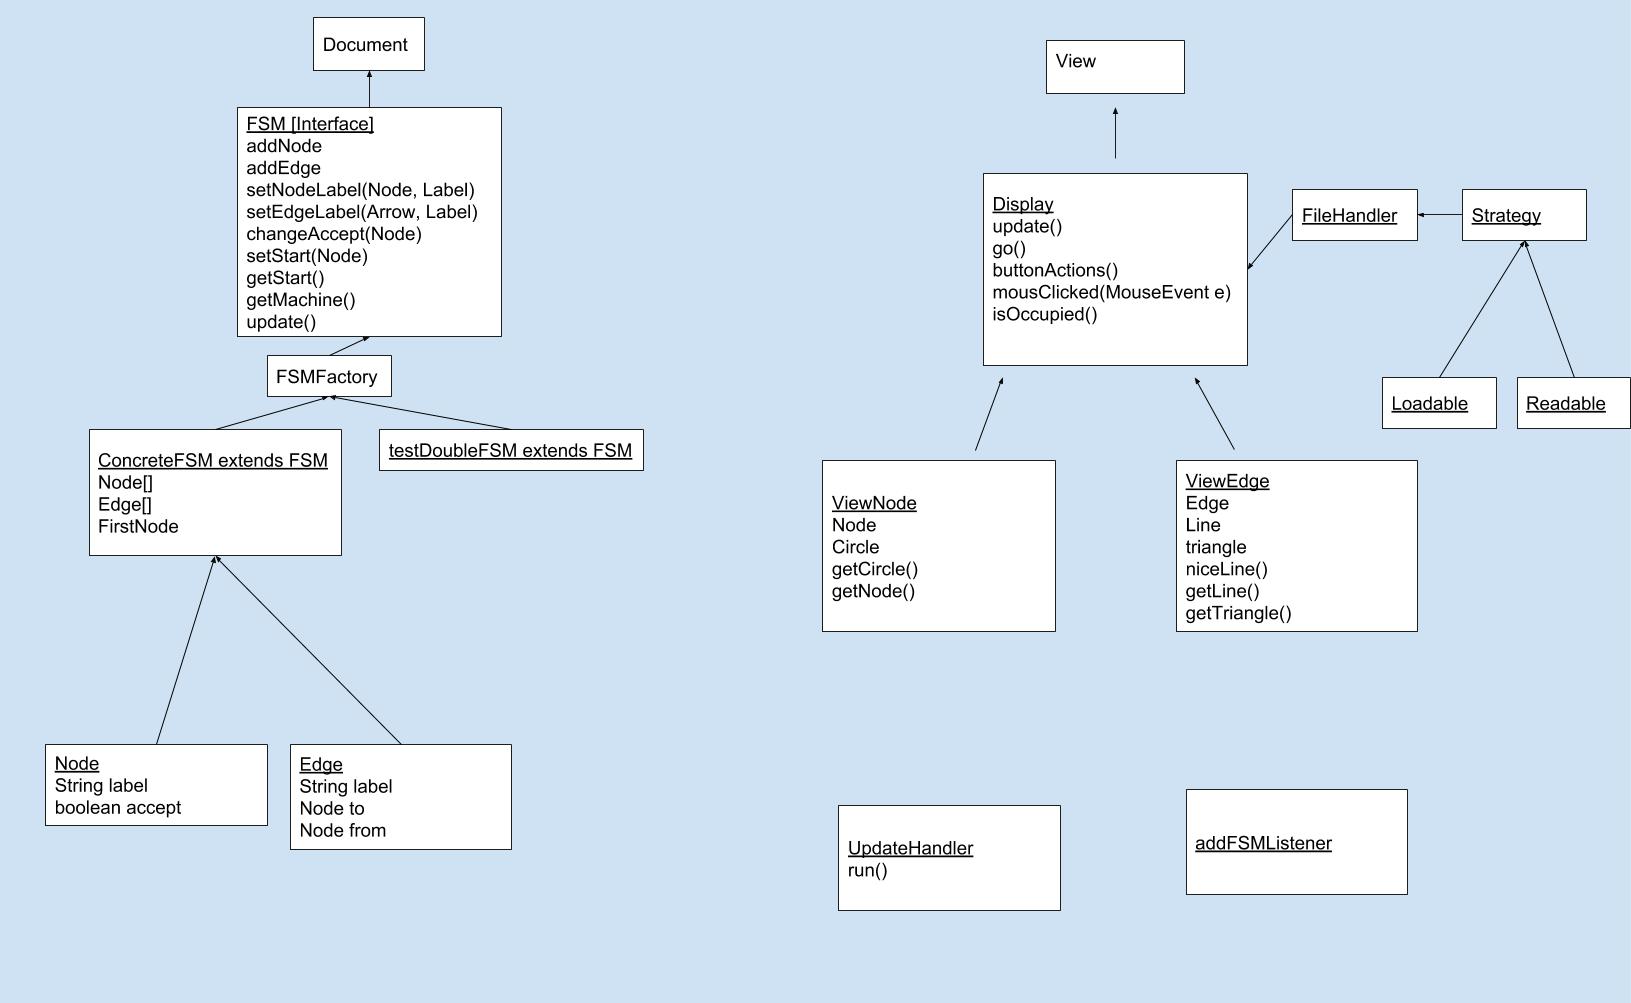 Document
FSM [Interface]
addNode
addEdge
setNodeLabel(Node, Label)
setEdgeLabel(Arrow, Label)
changeAccept(Node)
setStart(Node)
getStart()
getMachine()
update()
FSMFactory
ConcreteFSM extends FSM
Node[]
Edge[]
FirstNode
testDoubleFSM extends FSM
Node
String label
boolean accept
Edge
String label
Node to
Node from
View
Display
update()
go()
buttonActions()
mousClicked(MouseEvent e)
isOccupied()
FileHandler
Strategy
Loadable
Readable
ViewNode
Node
Circle
getCircle()
getNode()
ViewEdge
Edge
Line
triangle
niceLine()
getLine()
getTriangle()
UpdateHandler
run()
addFSMListener